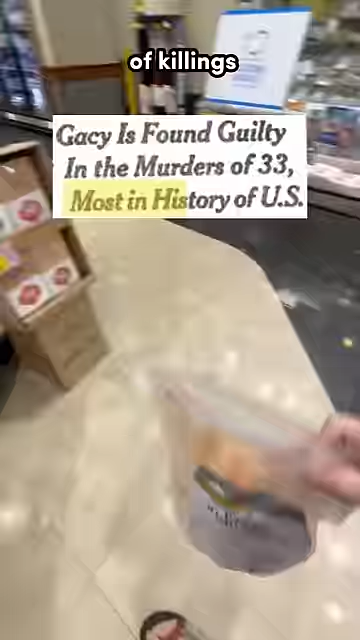 of killings
Gacy Is Found Guilty
In the Murders of 33,
Most in History of U.S.